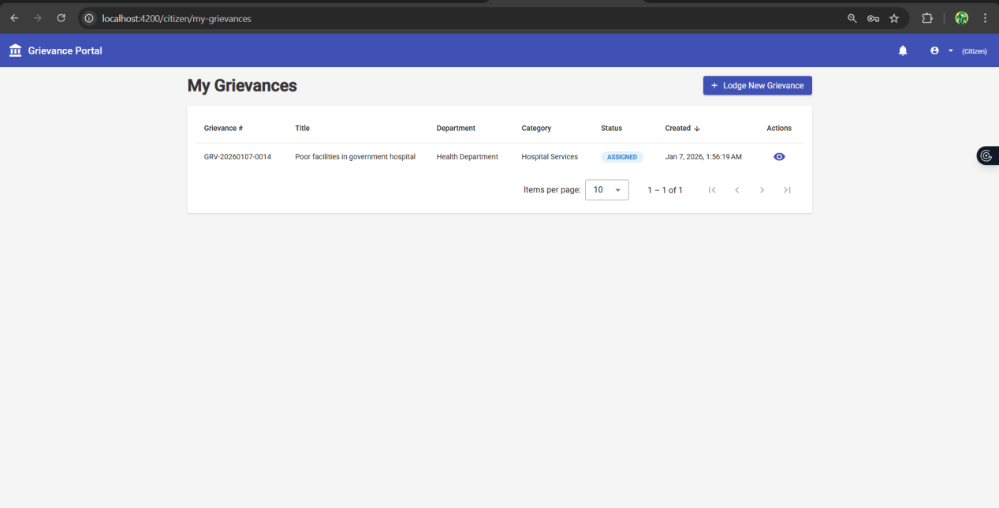 localhost:4200/citizen/my-grievances
Grievance Portal
(Citizen)
My Grievances
+ Lodge New Grievance
Grievance # Title Department Category Status Created ↓ Actions
GRV-20260107-0014 Poor facilities in government hospital Health Department Hospital Services ASSIGNED Jan 7, 2026, 1:56:19 AM
Items per page: 10 1 – 1 of 1